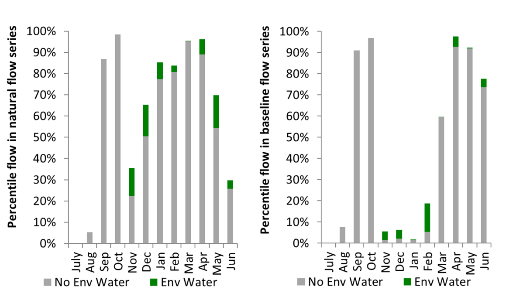 Percentile flow in natural flow series
100%
90%
80%
70%
60%
50%
40%
30%
20%
10%
0%
July
Aug
Sep
Oct
Nov
Dec
Jan
Feb
Mar
Apr
May
Jun
No Env Water
Env Water
Percentile flow in baseline flow series
100%
90%
80%
70%
60%
50%
40%
30%
20%
10%
0%
July
Aug
Sep
Oct
Nov
Dec
Jan
Feb
Mar
Apr
May
Jun
No Env Water
Env Water